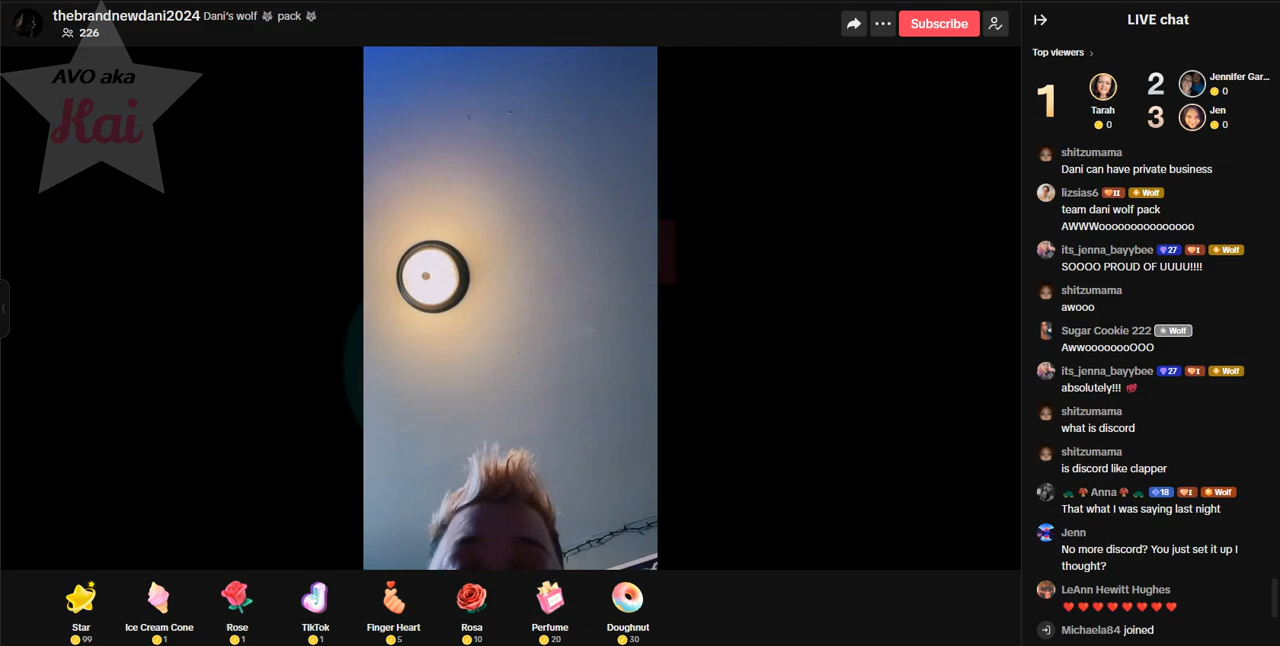 thebrandnewdani2024 Dani's wolf 🐺 pack 🐺
226
Subscribe
AVO aka
Kai
LIVE chat
Top viewers
1
Tarah
0
2
Jennifer Gar...
0
3
Jen
0
shitzumama
Dani can have private business
lizsias6 II Wolf
team dani wolf pack
AWWWooooooooooooooo
its_jenna_bayybee 27 I Wolf
SOOOO PROUD OF UUUU!!!!
shitzumama
awooo
Sugar Cookie 222 Wolf
AwwoooooooOOO
its_jenna_bayybee 27 I Wolf
absolutely!!! 💯
shitzumama
what is discord
shitzumama
is discord like clapper
🐢 🍄 Anna 🍄 🐢 18 I Wolf
That what I was saying last night
Jenn
No more discord? You just set it up I
thought?
LeAnn Hewitt Hughes
❤️❤️❤️❤️❤️❤️❤️❤️
Michaela84 joined
Star
99
Ice Cream Cone
1
Rose
1
TikTok
1
Finger Heart
5
Rosa
10
Perfume
20
Doughnut
30